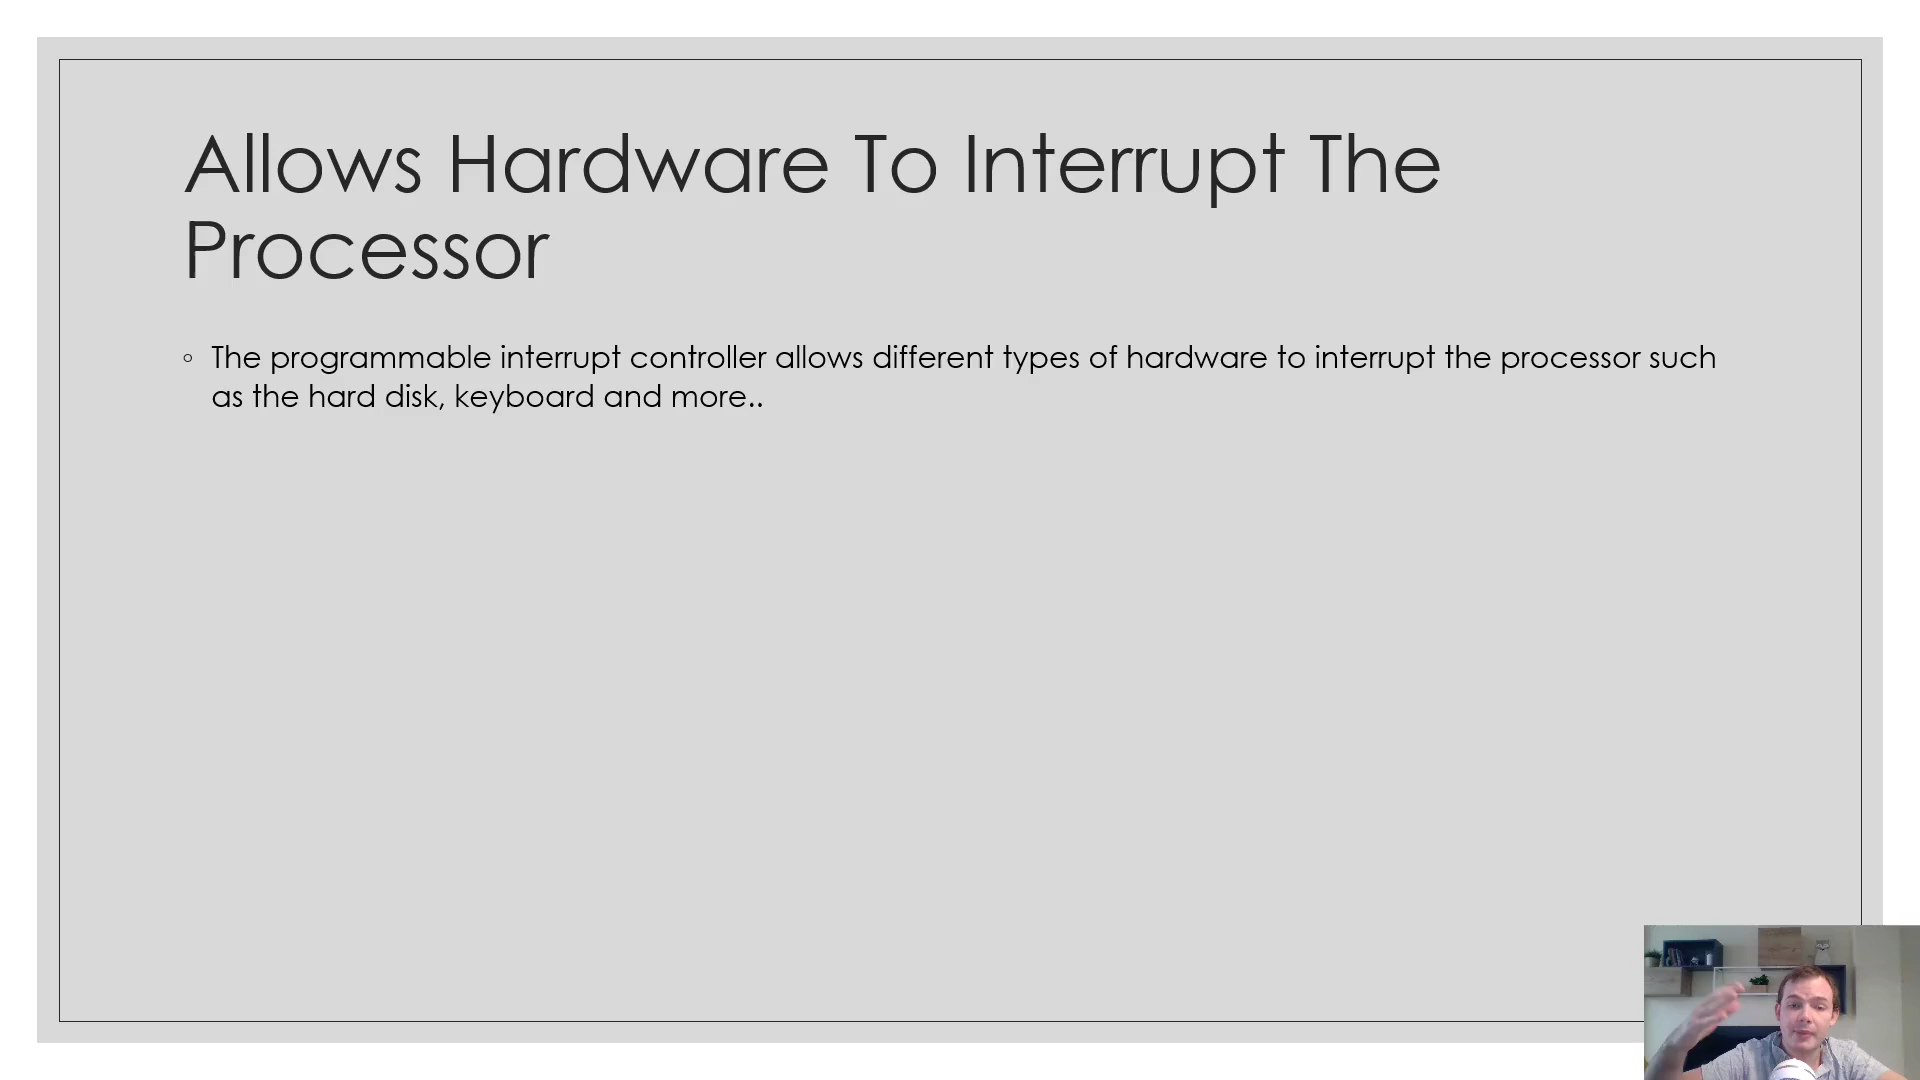 Allows Hardware To Interrupt The
Processor
◦ The programmable interrupt controller allows different types of hardware to interrupt the processor such
as the hard disk, keyboard and more..